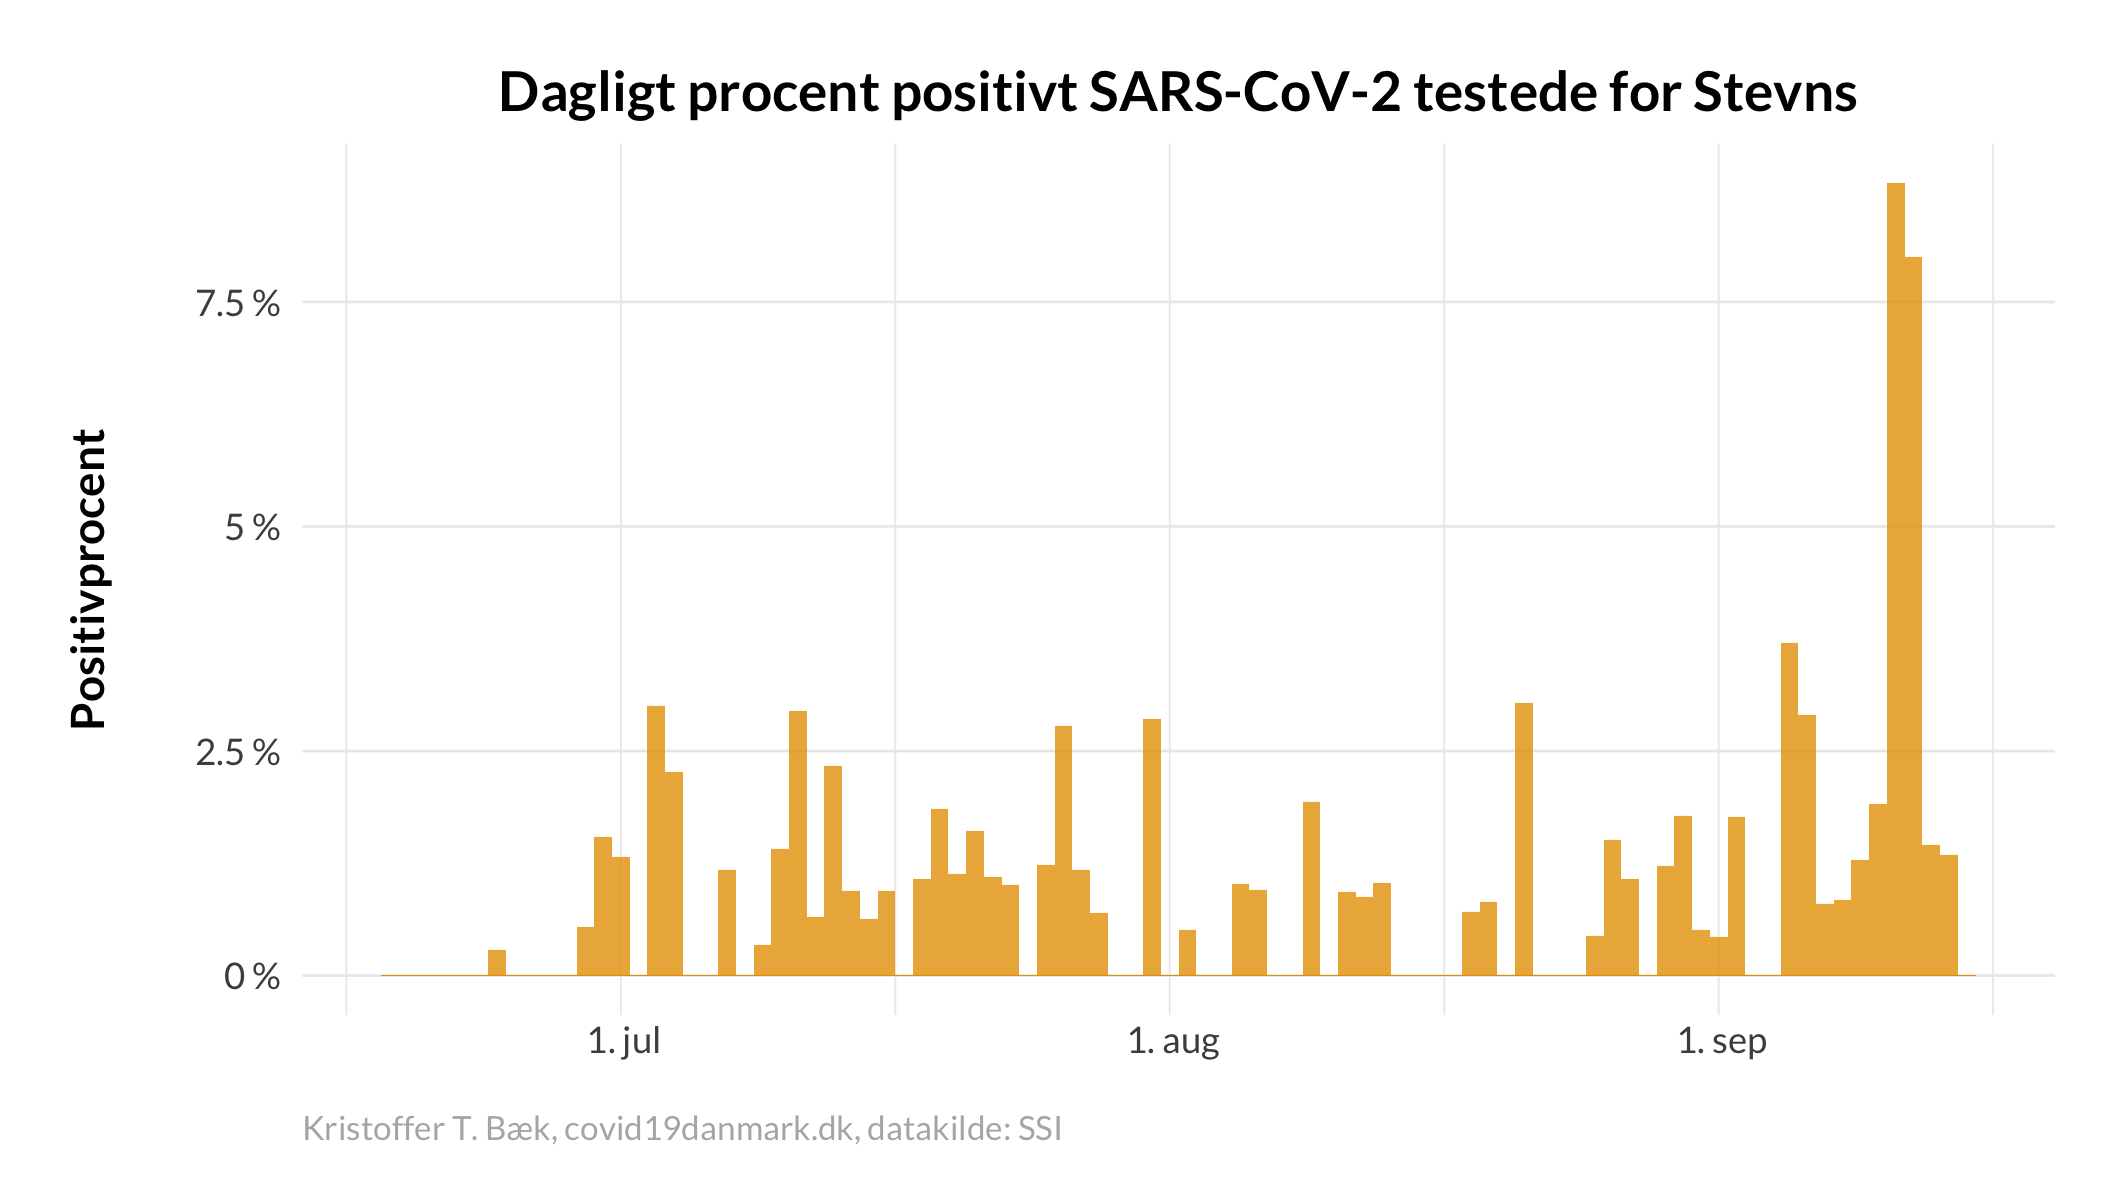 Dagligt procent positivt SARS-CoV-2 testede for Stevns
Positivprocent
7.5 %
5 %
2.5 %
0 %
1. jul
1. aug
1. sep
Kristoffer T. Bæk, covid19danmark.dk, datakilde: SSI